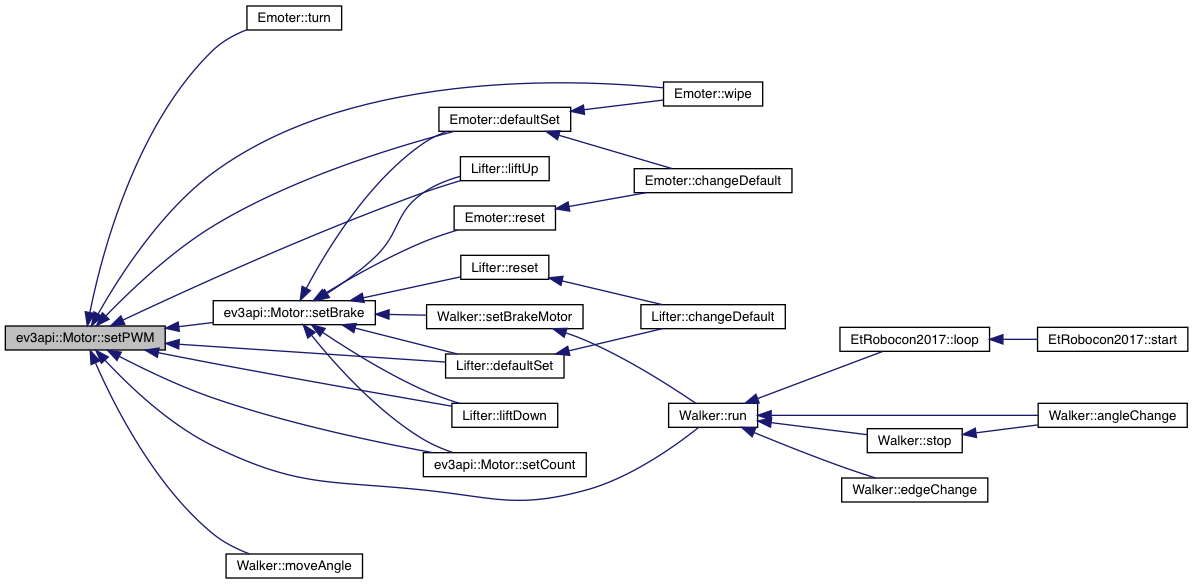 Emoter::turn
Emoter::wipe
Emoter::defaultSet
Lifter::liftUp
Emoter::changeDefault
Emoter::reset
Lifter::reset
ev3api::Motor::setBrake
Walker::setBrakeMotor
Lifter::changeDefault
ev3api::Motor::setPWM
EtRobocon2017::loop
EtRobocon2017::start
Lifter::defaultSet
Lifter::liftDown
Walker::run
Walker::angleChange
Walker::stop
ev3api::Motor::setCount
Walker::edgeChange
Walker::moveAngle